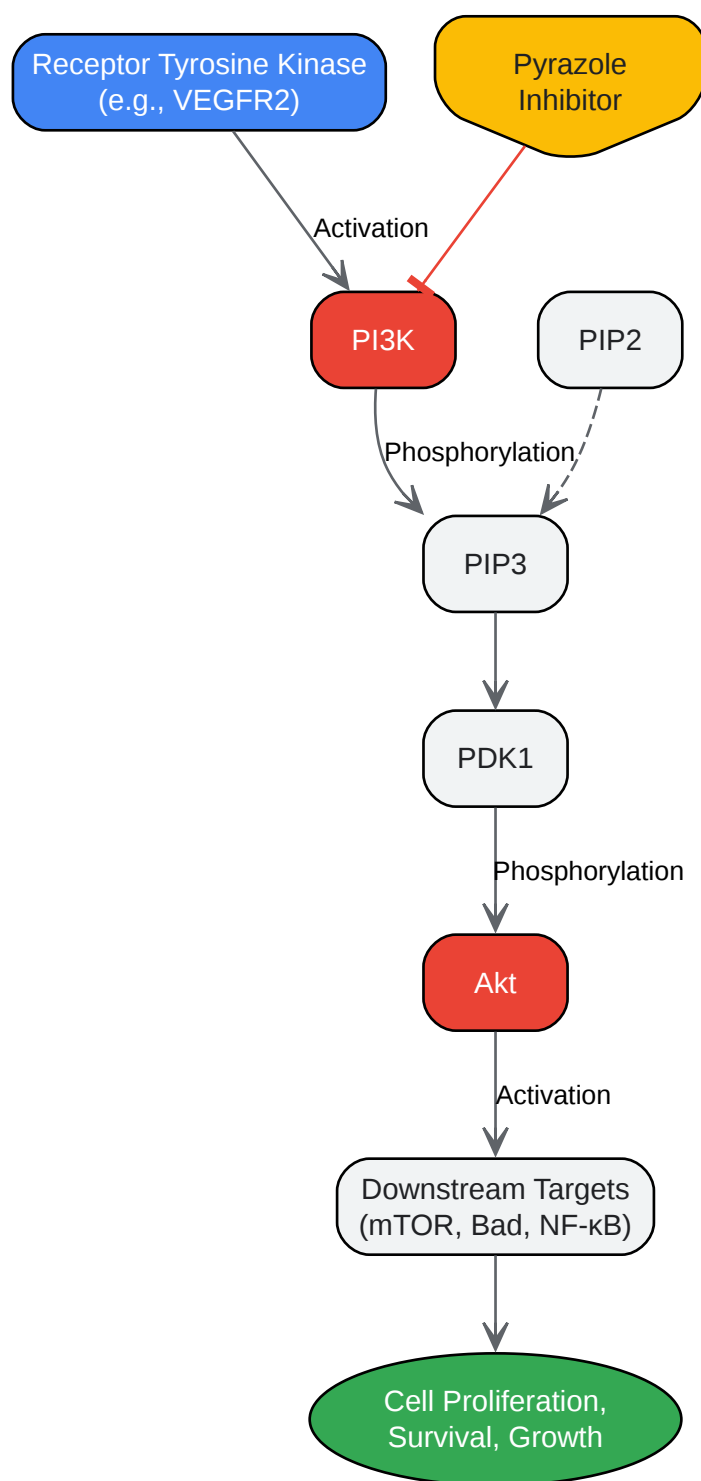 Receptor Tyrosine Kinase
(e.g., VEGFR2)
Pyrazole
Inhibitor
Activation
PI3K
PIP2
Phosphorylation
PIP3
PDK1
Phosphorylation
Akt
Activation
Downstream Targets
(mTOR, Bad, NF-κB)
Cell Proliferation,
Survival, Growth